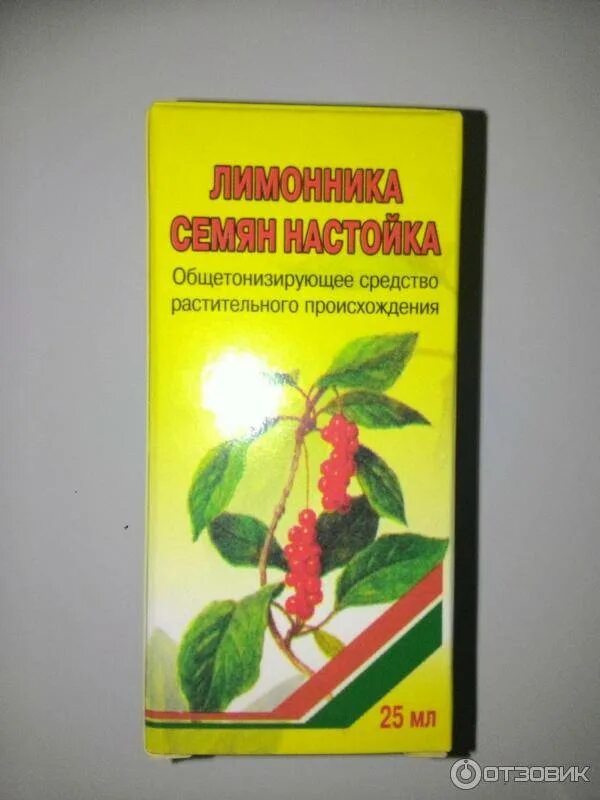 ЛИМОННИКА
СЕМЯН НАСТОЙКА
Общетонизирующее средство
растительного происхождения
25 мл
ОТЗОВИК